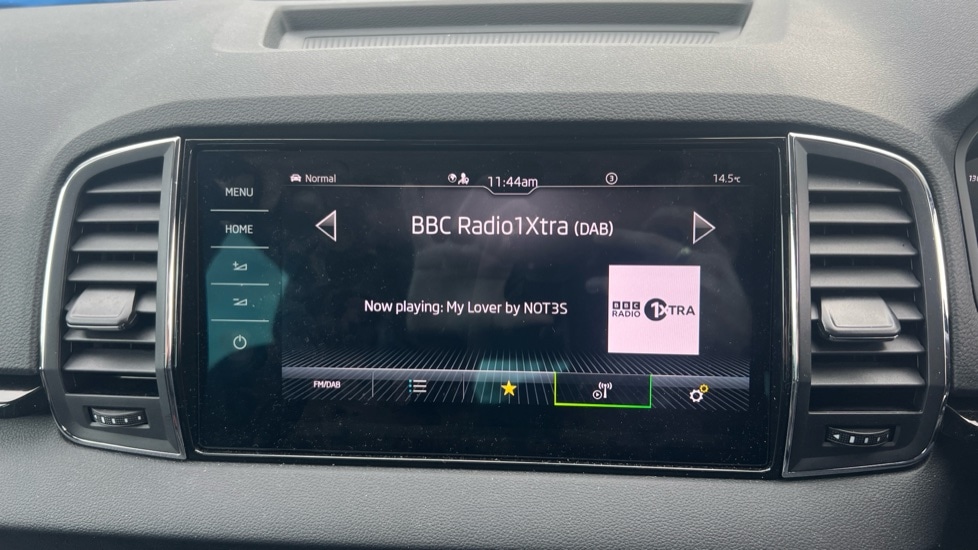 Normal
11:44am
3
14.5°c
MENU
HOME
BBC Radio1Xtra (DAB)
Now playing: My Lover by NOT3S
BBC
RADIO
1XTRA
FM/DAB